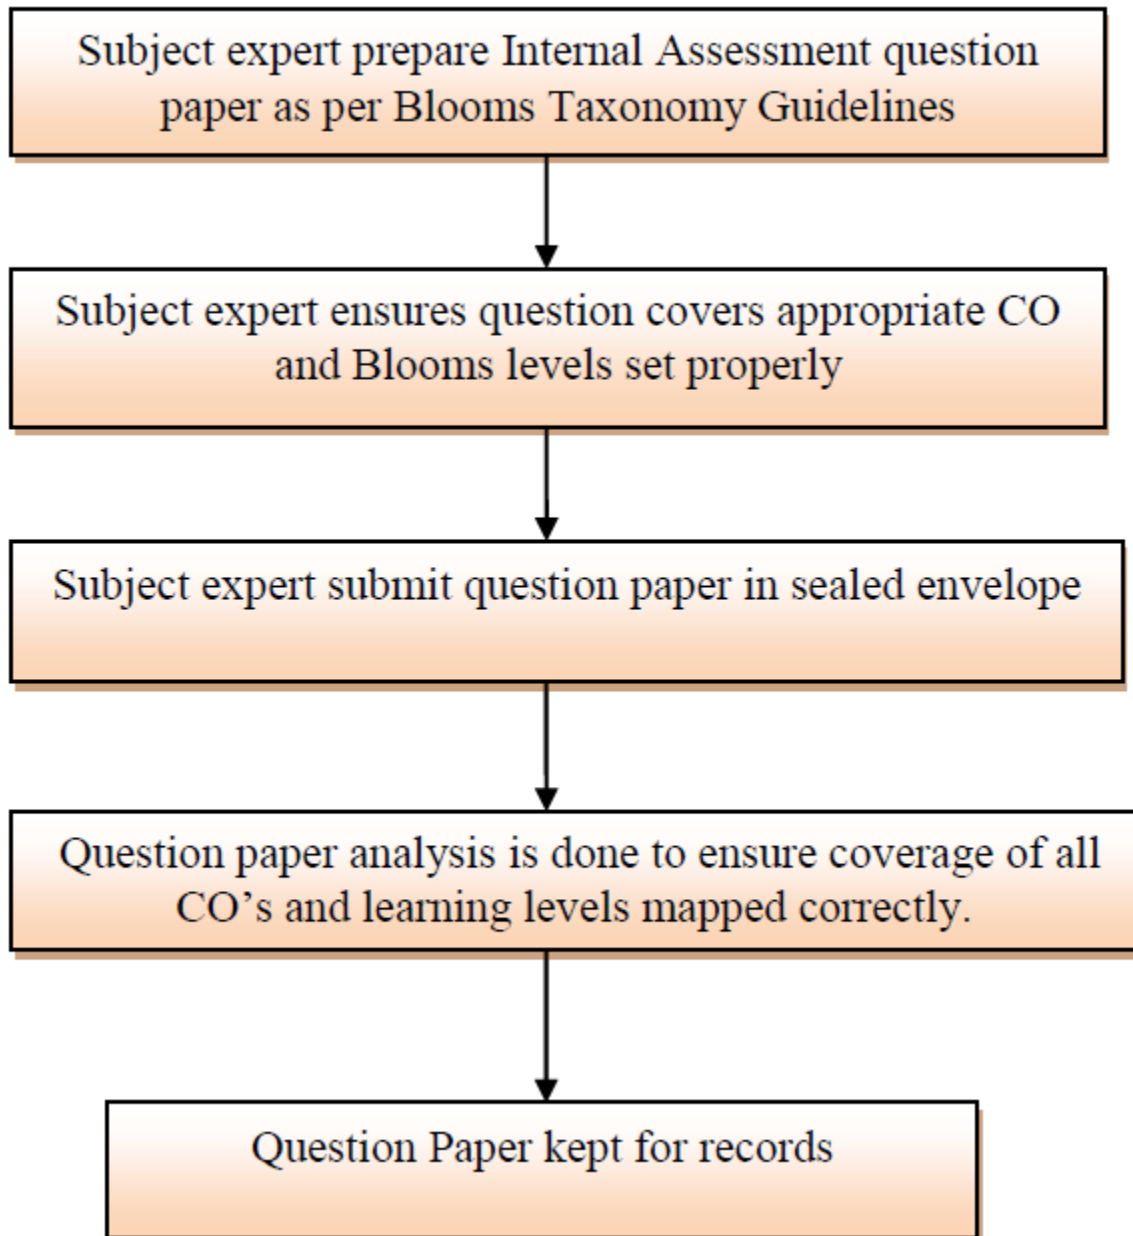 Subject expert prepare Internal Assessment question
paper as per Blooms Taxonomy Guidelines
Subject expert ensures question covers appropriate CO
and Blooms levels set properly
Subject expert submit question paper in sealed envelope
Question paper analysis is done to ensure coverage of all
CO’s and learning levels mapped correctly.
Question Paper kept for records